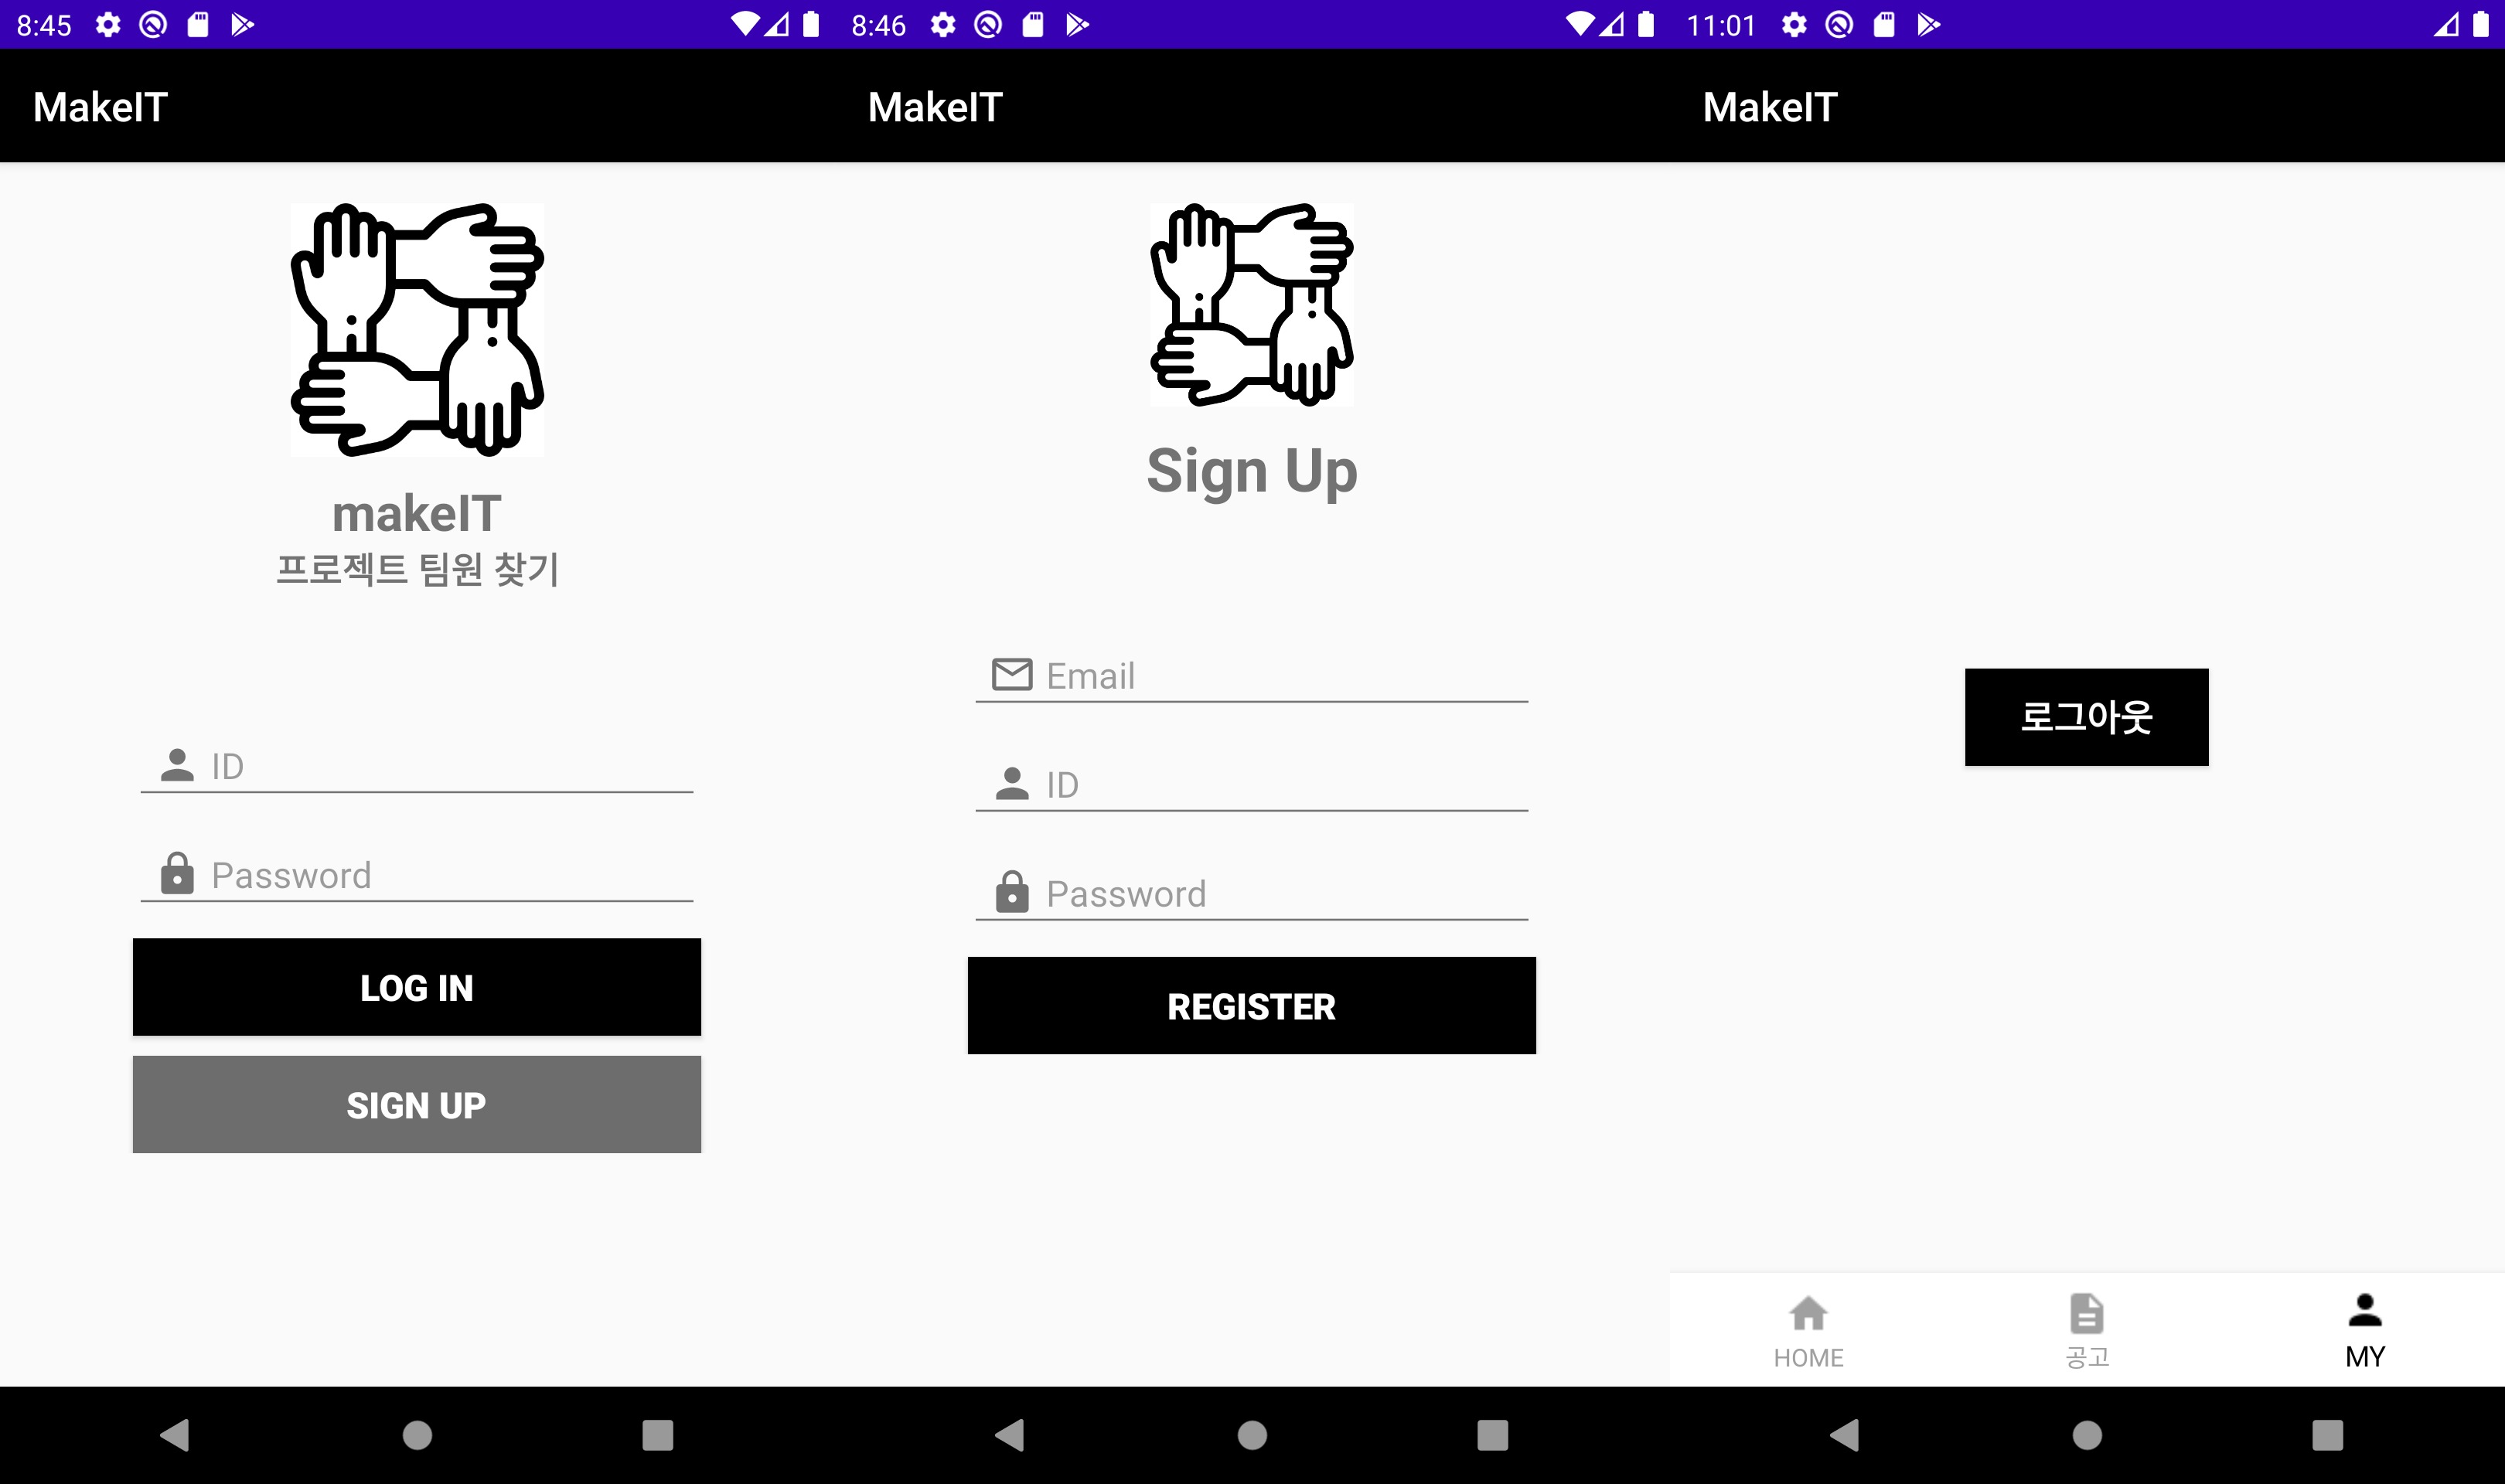 8:45
MakeIT
makeIT
프로젝트 팀원 찾기
ID
Password
LOG IN
SIGN UP
8:46
MakeIT
Sign Up
Email
ID
Password
REGISTER
11:01
MakeIT
로그아웃
HOME
공고
MY